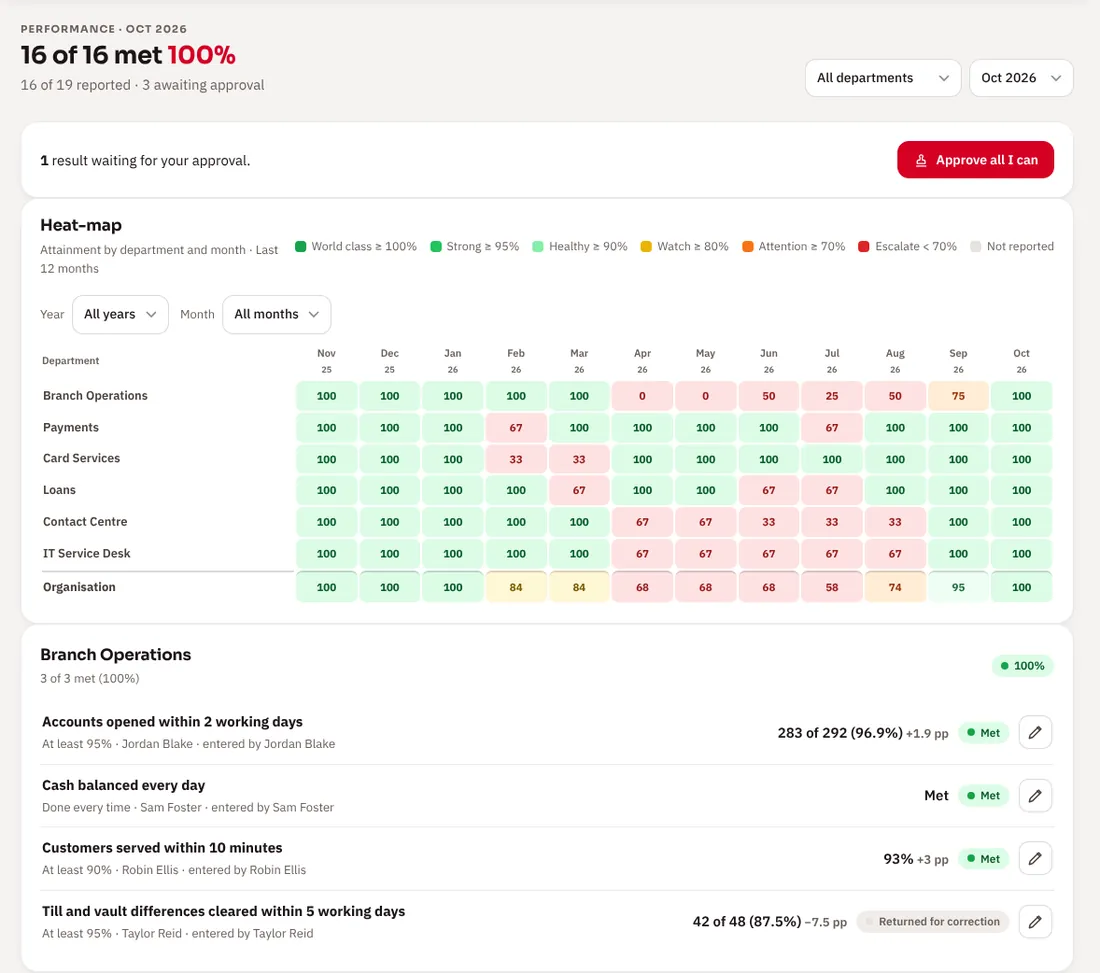 PERFORMANCE · OCT 2026
16 of 16 met 100%
16 of 19 reported · 3 awaiting approval
All departments
Oct 2026
1 result waiting for your approval.
Approve all I can
Heat-map
Attainment by department and month · Last
12 months
World class ≥ 100%
Strong ≥ 95%
Healthy ≥ 90%
Watch ≥ 80%
Attention ≥ 70%
Escalate < 70%
Not reported
Year All years Month All months
Department Nov 25 Dec 25 Jan 26 Feb 26 Mar 26 Apr 26 May 26 Jun 26 Jul 26 Aug 26 Sep 26 Oct 26
Branch Operations 100 100 100 100 100 0 0 50 25 50 75 100
Payments 100 100 100 67 100 100 100 100 67 100 100 100
Card Services 100 100 100 33 33 100 100 100 100 100 100 100
Loans 100 100 100 100 67 100 100 67 67 100 100 100
Contact Centre 100 100 100 100 100 67 67 33 33 33 100 100
IT Service Desk 100 100 100 100 100 67 67 67 67 67 100 100
Organisation 100 100 100 84 84 68 68 68 58 74 95 100
Branch Operations
3 of 3 met (100%)
100%
Accounts opened within 2 working days
At least 95% · Jordan Blake · entered by Jordan Blake
283 of 292 (96.9%) +1.9 pp Met
Cash balanced every day
Done every time · Sam Foster · entered by Sam Foster
Met Met
Customers served within 10 minutes
At least 90% · Robin Ellis · entered by Robin Ellis
93% +3 pp Met
Till and vault differences cleared within 5 working days
At least 95% · Taylor Reid · entered by Taylor Reid
42 of 48 (87.5%) −7.5 pp Returned for correction